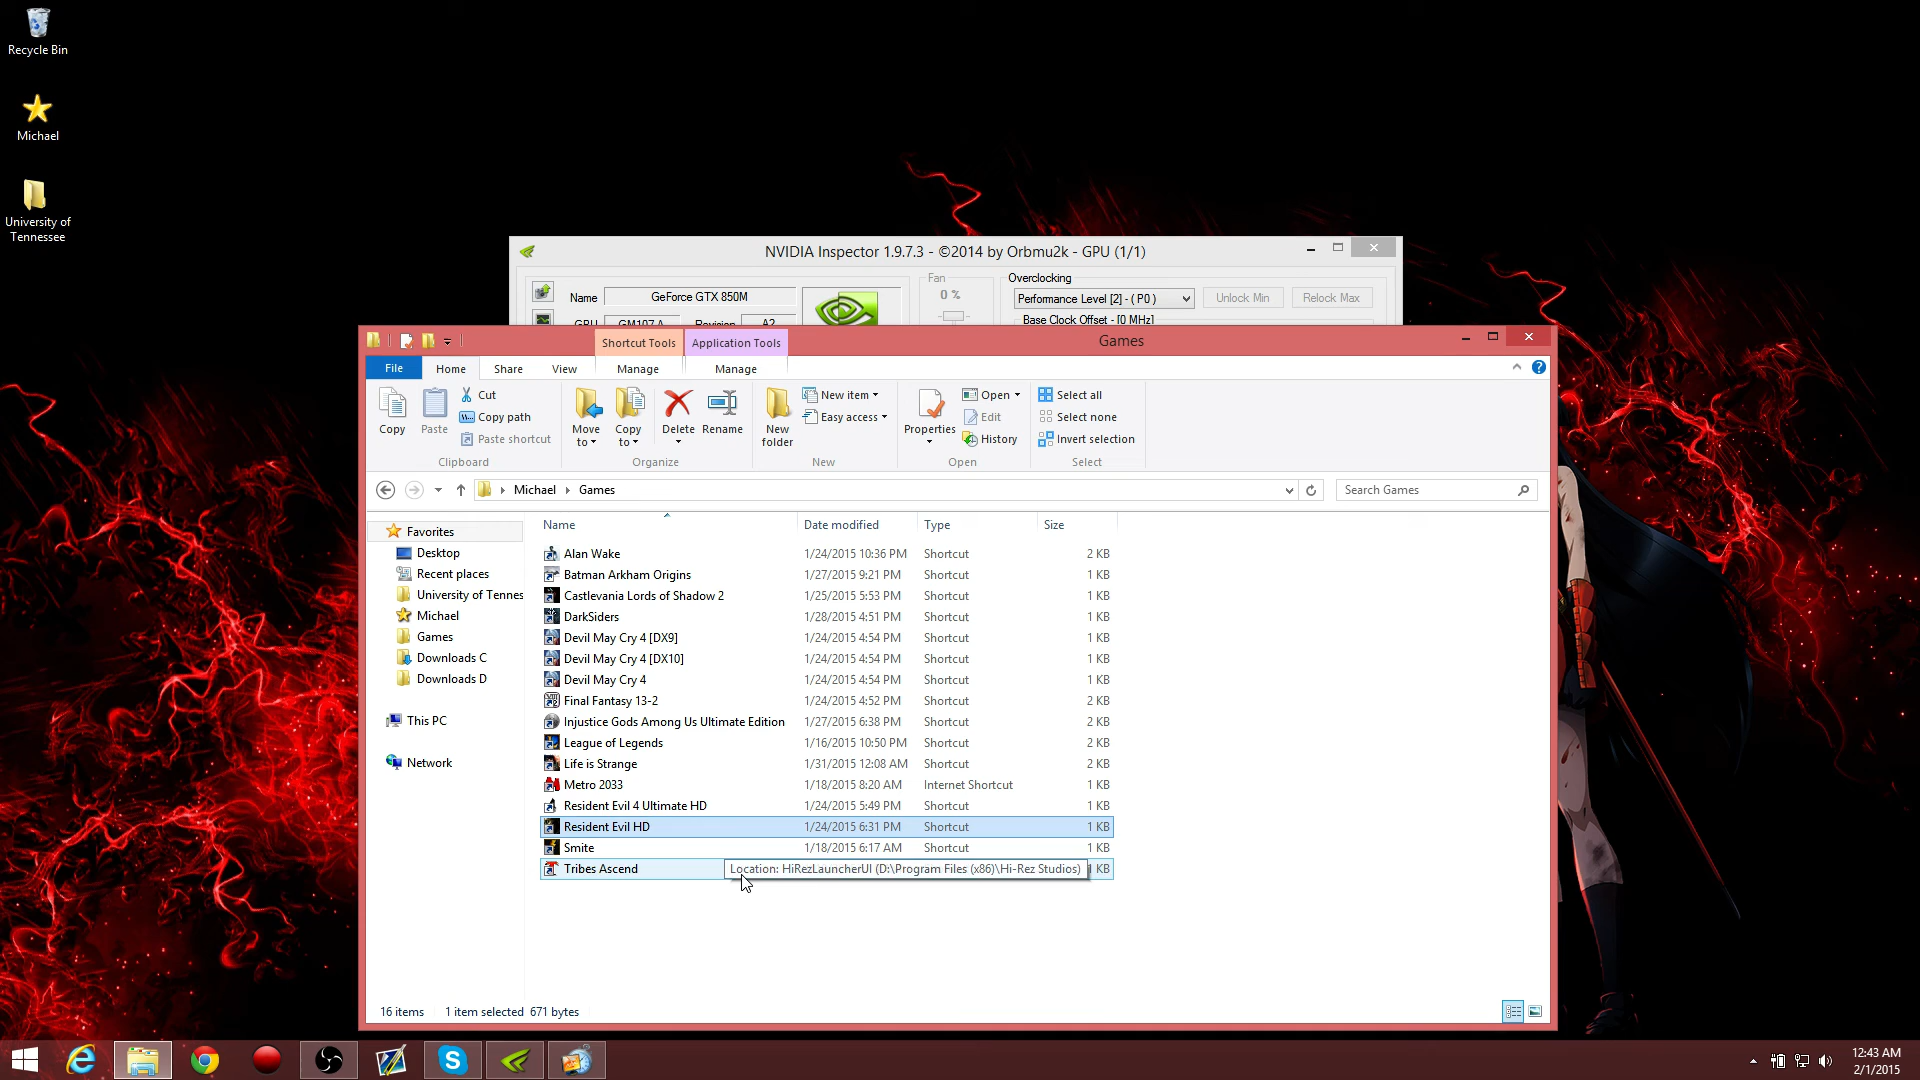 Recycle Bin
Michael
University of
Tennessee
NVIDIA Inspector 1.9.7.3 - ©2014 by Orbmu2k - GPU (1/1)
Name
GeForce GTX 850M
Fan
0 %
Overclocking
Performance Level [2] - ( P0 )
Unlock Min
Relock Max
GPU
GM107-A
Revision
A2
Base Clock Offset - [0 MHz]
Shortcut Tools
Application Tools
Games
File
Home
Share
View
Manage
Manage
Copy
Paste
Cut
Copy path
Paste shortcut
Clipboard
Move
to
Copy
to
Delete
Rename
Organize
New
folder
New item
Easy access
New
Properties
Open
Edit
History
Open
Select all
Select none
Invert selection
Select
Michael
Games
Search Games
Favorites
Desktop
Recent places
University of Tennes
Michael
Games
Downloads C
Downloads D
This PC
Network
Name Date modified Type Size
Alan Wake 1/24/2015 10:36 PM Shortcut 2 KB
Batman Arkham Origins 1/27/2015 9:21 PM Shortcut 1 KB
Castlevania Lords of Shadow 2 1/25/2015 5:53 PM Shortcut 1 KB
DarkSiders 1/28/2015 4:51 PM Shortcut 1 KB
Devil May Cry 4 [DX9] 1/24/2015 4:54 PM Shortcut 1 KB
Devil May Cry 4 [DX10] 1/24/2015 4:54 PM Shortcut 1 KB
Devil May Cry 4 1/24/2015 4:54 PM Shortcut 1 KB
Final Fantasy 13-2 1/24/2015 4:52 PM Shortcut 2 KB
Injustice Gods Among Us Ultimate Edition 1/27/2015 6:38 PM Shortcut 2 KB
League of Legends 1/16/2015 10:50 PM Shortcut 2 KB
Life is Strange 1/31/2015 12:08 AM Shortcut 2 KB
Metro 2033 1/18/2015 8:20 AM Internet Shortcut 1 KB
Resident Evil 4 Ultimate HD 1/24/2015 5:49 PM Shortcut 1 KB
Resident Evil HD 1/24/2015 6:31 PM Shortcut 1 KB
Smite 1/18/2015 6:17 AM Shortcut 1 KB
Tribes Ascend Location: HiRezLauncherUI (D:\Program Files (x86)\Hi-Rez Studios) KB
16 items 1 item selected 671 bytes
12:43 AM
2/1/2015